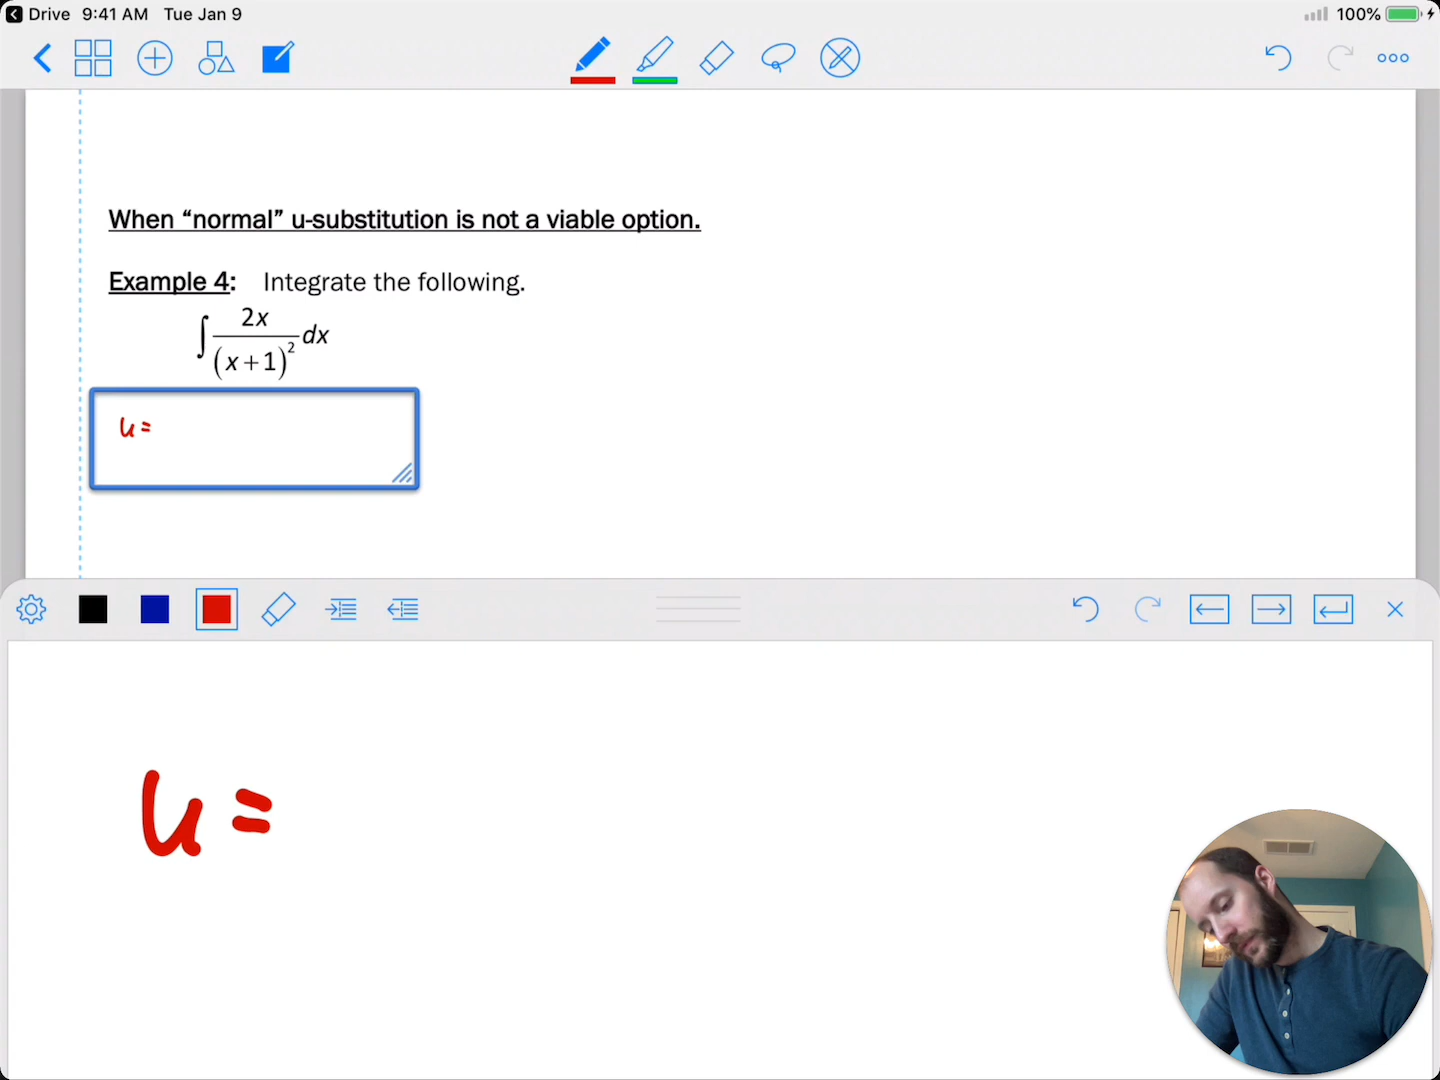 Drive 9:41 AM Tue Jan 9 100%
When “normal” u-substitution is not a viable option.
Example 4: Integrate the following.
∫ 2x/(x+1)² dx
u =
u =